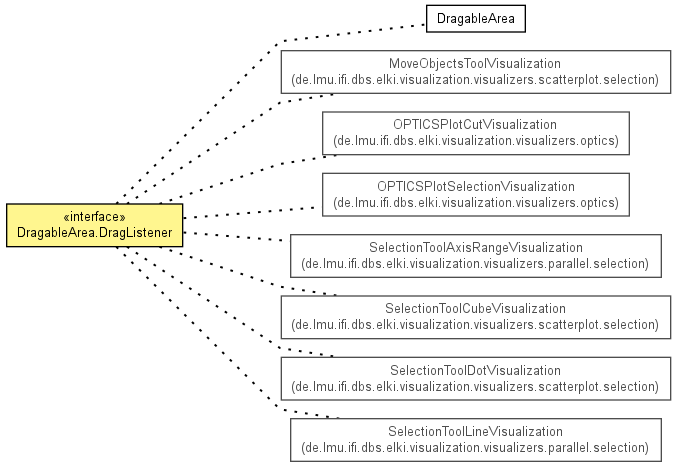 DragableArea
MoveObjectsToolVisualization
(de.lmu.ifi.dbs.elki.visualization.visualizers.scatterplot.selection)
OPTICSPlotCutVisualization
(de.lmu.ifi.dbs.elki.visualization.visualizers.optics)
OPTICSPlotSelectionVisualization
(de.lmu.ifi.dbs.elki.visualization.visualizers.optics)
«interface»
DragableArea.DragListener
SelectionToolAxisRangeVisualization
(de.lmu.ifi.dbs.elki.visualization.visualizers.parallel.selection)
SelectionToolCubeVisualization
(de.lmu.ifi.dbs.elki.visualization.visualizers.scatterplot.selection)
SelectionToolDotVisualization
(de.lmu.ifi.dbs.elki.visualization.visualizers.scatterplot.selection)
SelectionToolLineVisualization
(de.lmu.ifi.dbs.elki.visualization.visualizers.parallel.selection)